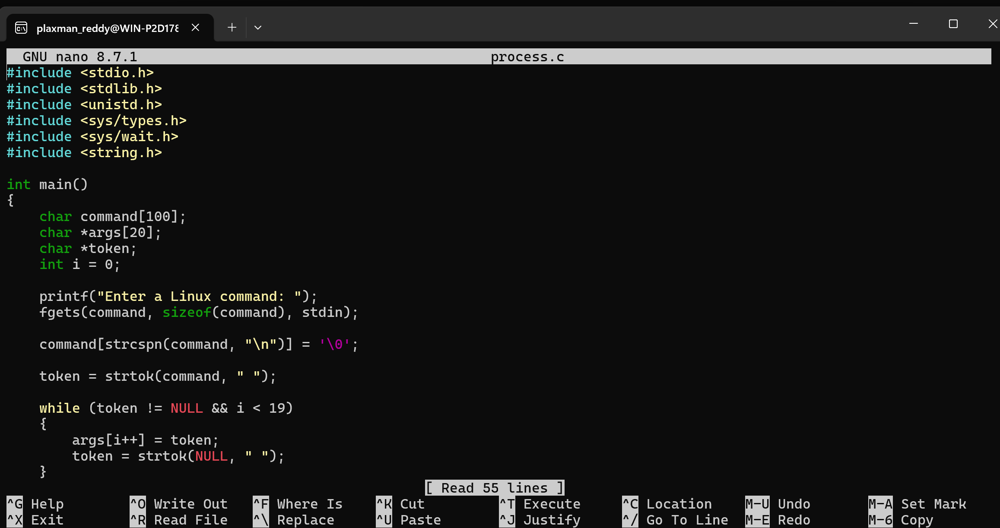 plaxman_reddy@WIN-P2D178
GNU nano 8.7.1 process.c
#include <stdio.h>
#include <stdlib.h>
#include <unistd.h>
#include <sys/types.h>
#include <sys/wait.h>
#include <string.h>

int main()
{
    char command[100];
    char *args[20];
    char *token;
    int i = 0;

    printf("Enter a Linux command: ");
    fgets(command, sizeof(command), stdin);

    command[strcspn(command, "\n")] = '\0';

    token = strtok(command, " ");

    while (token != NULL && i < 19)
    {
        args[i++] = token;
        token = strtok(NULL, " ");
    }
[ Read 55 lines ]
^G Help ^O Write Out ^F Where Is ^K Cut ^T Execute ^C Location M-U Undo M-A Set Mark
^X Exit ^R Read File ^\ Replace ^U Paste ^J Justify ^/ Go To Line M-E Redo M-6 Copy